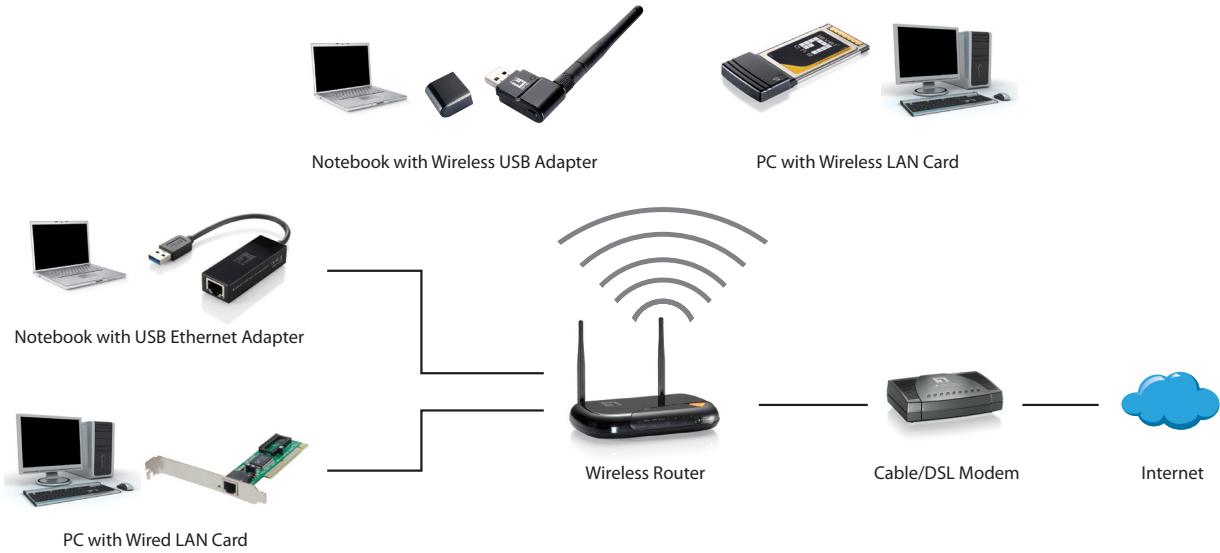 Notebook with Wireless USB Adapter
PC with Wireless LAN Card
Notebook with USB Ethernet Adapter
PC with Wired LAN Card
Wireless Router
Cable/DSL Modem
Internet